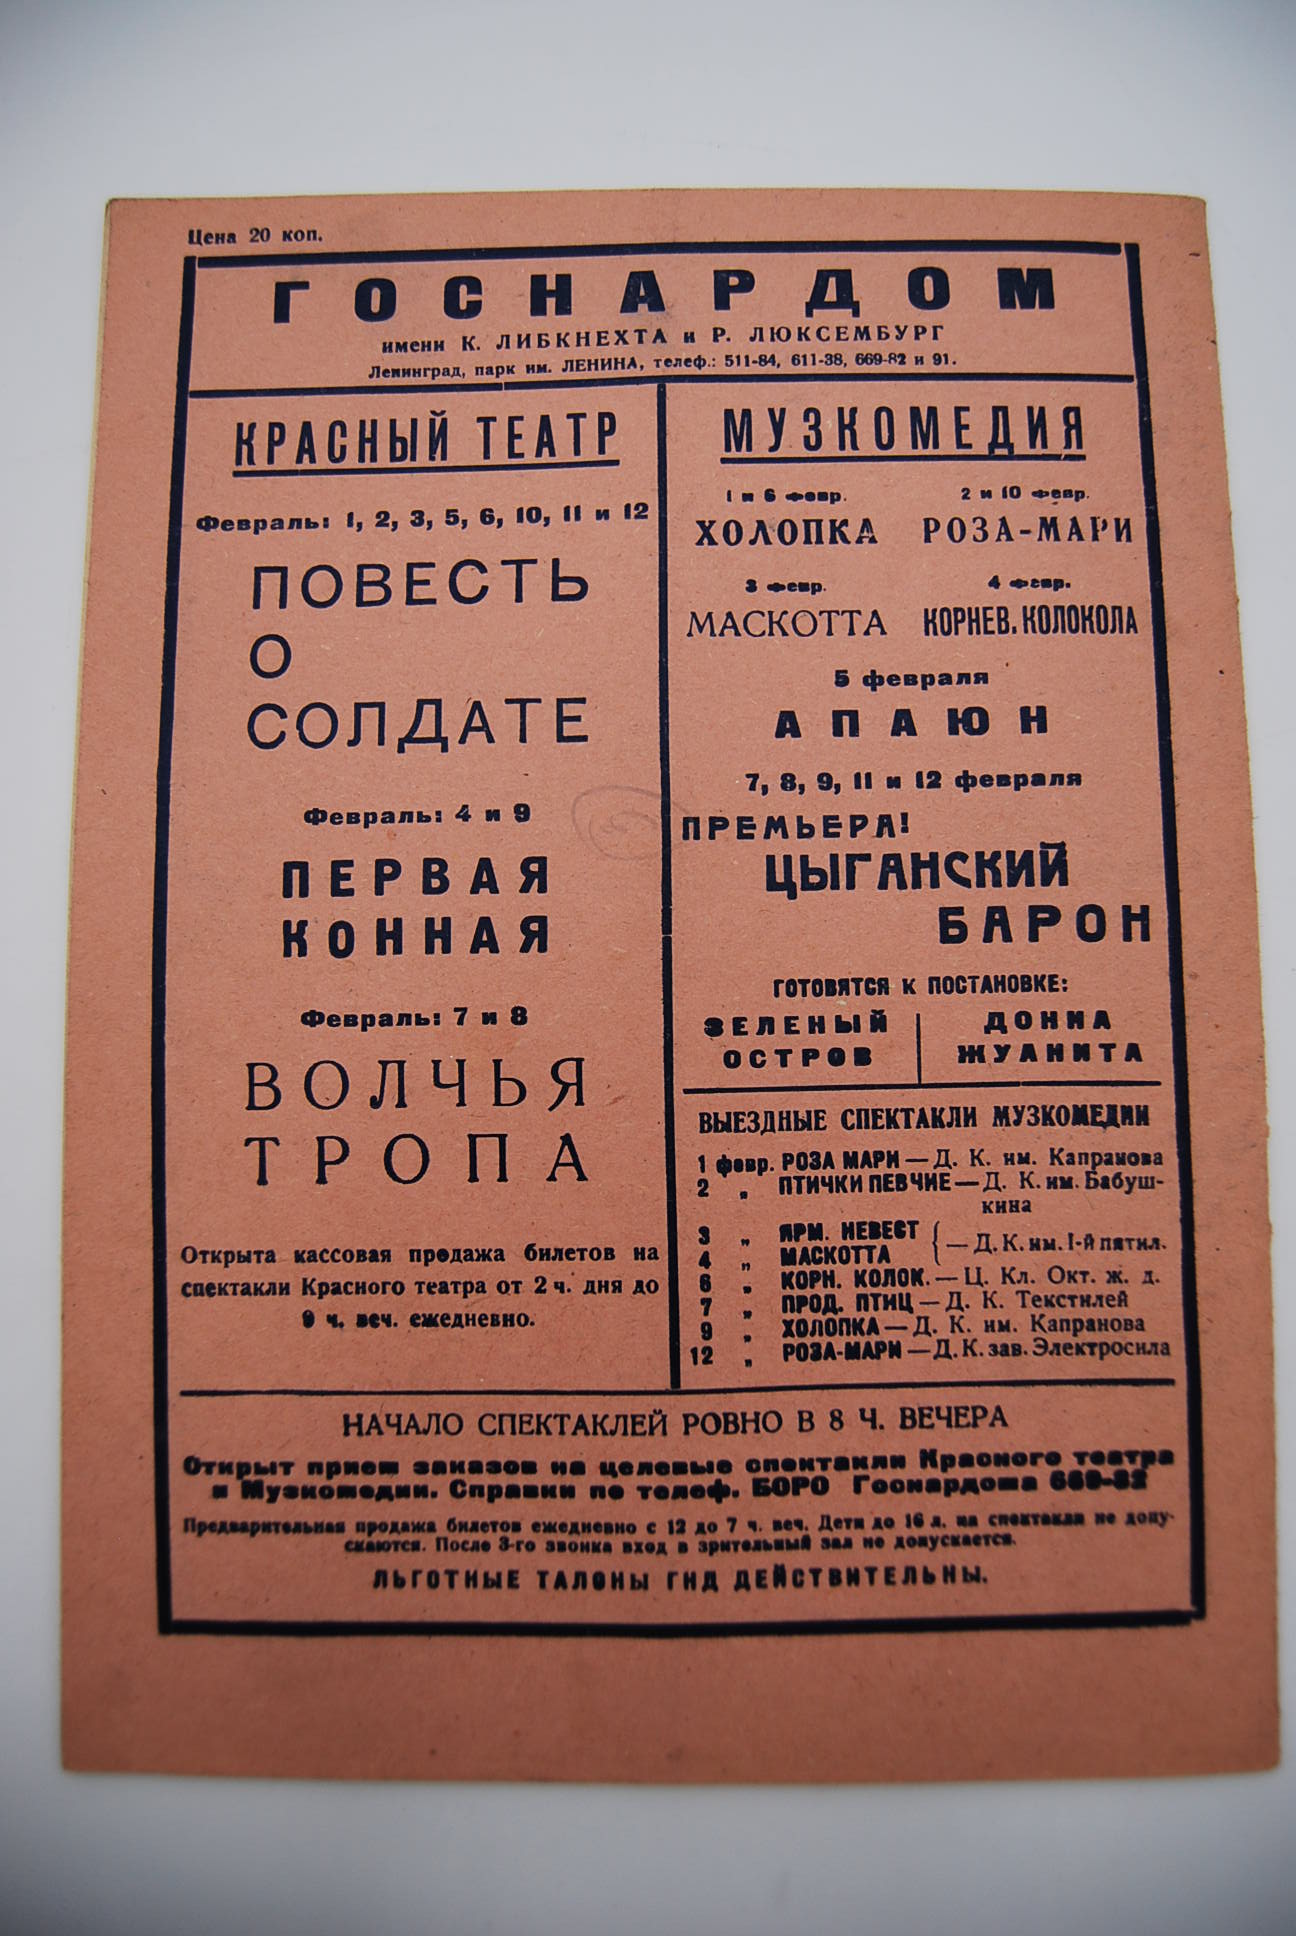 Цена 20 коп.
ГОСНАРДОМ
имени К. ЛИБКНЕХТА и Р. ЛЮКСЕМБУРГ
Ленинград, парк им. ЛЕНИНА, телеф.: 511-84, 611-38, 669-82 и 91.
КРАСНЫЙ ТЕАТР
Февраль: 1, 2, 3, 5, 6, 10, 11 и 12
ПОВЕСТЬ
О
СОЛДАТЕ
Февраль: 4 и 9
ПЕРВАЯ
КОННАЯ
Февраль: 7 и 8
ВОЛЧЬЯ
ТРОПА
Открыта кассовая продажа билетов на
спектакли Красного театра от 2 ч. дня до
9 ч. веч. ежедневно.
МУЗКОМЕДИЯ
1 и 6 февр.
ХОЛОПКА
2 и 10 февр.
РОЗА-МАРИ
3 февр.
МАСКОТТА
4 февр.
КОРНЕВ. КОЛОКОЛА
5 февраля
АПАЮН
7, 8, 9, 11 и 12 февраля
ПРЕМЬЕРА!
ЦЫГАНСКИЙ
БАРОН
ГОТОВЯТСЯ К ПОСТАНОВКЕ:
ЗЕЛЕНЫЙ
ОСТРОВ
ДОННА
ЖУАНИТА
ВЫЕЗДНЫЕ СПЕКТАКЛИ МУЗКОМЕДИИ
1 февр. РОЗА МАРИ — Д. К. им. Капранова
2 „ ПТИЧКИ ПЕВЧИЕ — Д. К. им. Бабуш-
кина
3 „ ЯРМ. НЕВЕСТ
4 „ МАСКОТТА { — Д. К. им. 1-й пятил.
6 „ КОРН. КОЛОК. — Ц. Кл. Окт. ж. д.
7 „ ПРОД. ПТИЦ — Д. К. Текстилей
9 „ ХОЛОПКА — Д. К. им. Капранова
12 „ РОЗА-МАРИ — Д. К. зав. Электросила
НАЧАЛО СПЕКТАКЛЕЙ РОВНО В 8 Ч. ВЕЧЕРА
Открыт прием заказов на целевые спектакли Красного театра
и Музкомедии. Справки по телеф. БОРО Госнардома 669-82
Предварительная продажа билетов ежедневно с 12 до 7 ч. веч. Дети до 16 л. на спектакли не допу-
скаются. После 3-го звонка вход в зрительный зал не допускается.
ЛЬГОТНЫЕ ТАЛОНЫ ГНД ДЕЙСТВИТЕЛЬНЫ.